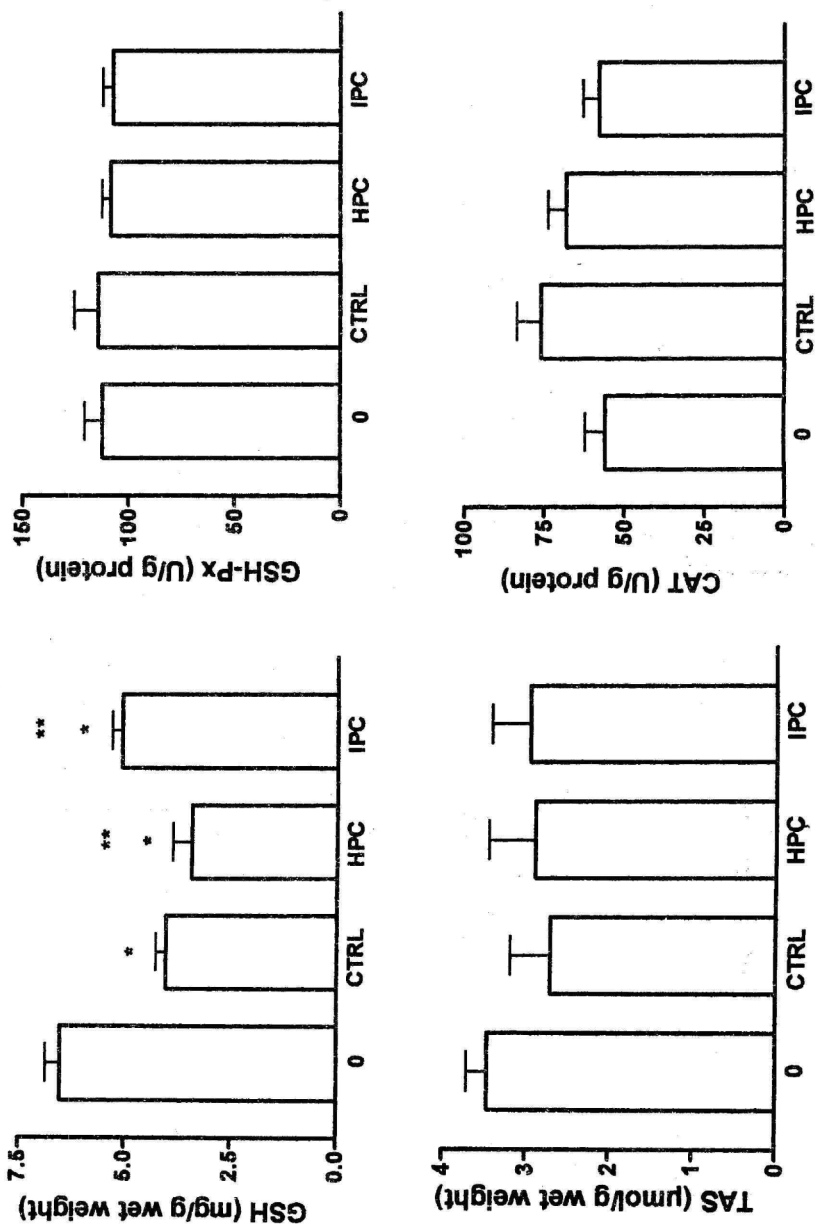 GSH (mg/g wet weight)
7.5
5.0
2.5
0.0
*
** *
** *
0 CTRL HPC IPC
GSH-Px (U/g protein)
150
100
50
0
0 CTRL HPC IPC
TAS (µmol/g wet weight)
4
3
2
1
0
0 CTRL HPC IPC
CAT (U/g protein)
100
75
50
25
0
0 CTRL HPC IPC